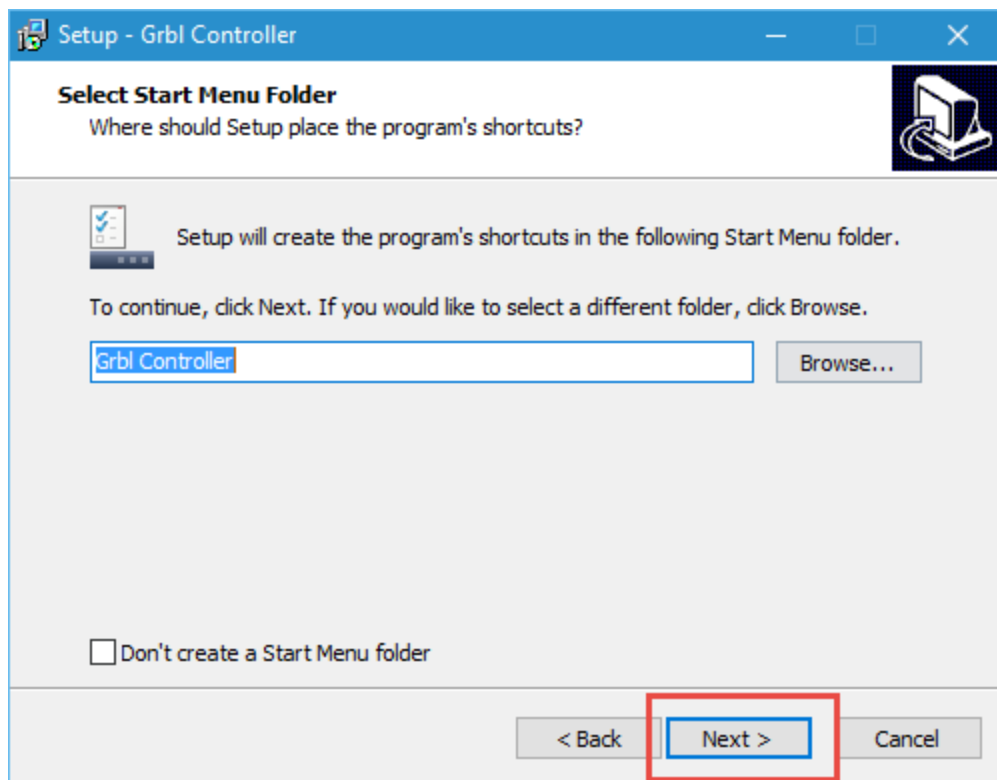 Setup - Grbl Controller
Select Start Menu Folder
Where should Setup place the program's shortcuts?
Setup will create the program's shortcuts in the following Start Menu folder.
To continue, click Next. If you would like to select a different folder, click Browse.
Grbl Controller
Browse...
Don't create a Start Menu folder
< Back
Next >
Cancel